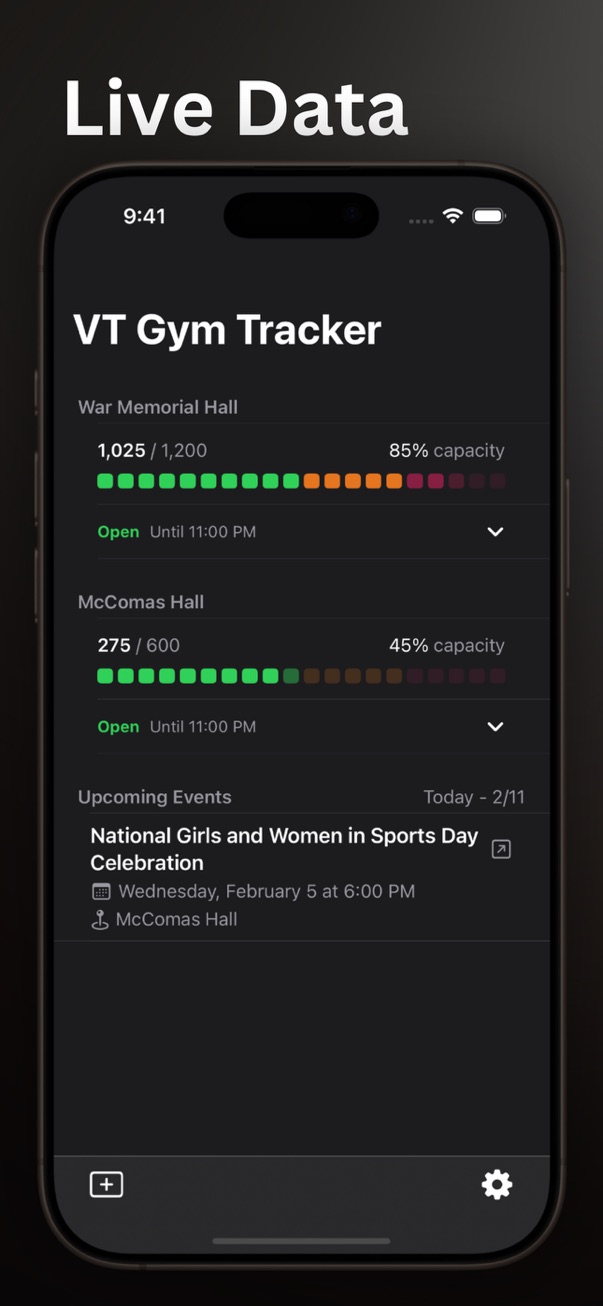 Live Data
9:41
VT Gym Tracker
War Memorial Hall
1,025 / 1,200 85% capacity
Open Until 11:00 PM
McComas Hall
275 / 600 45% capacity
Open Until 11:00 PM
Upcoming Events Today - 2/11
National Girls and Women in Sports Day
Celebration
Wednesday, February 5 at 6:00 PM
McComas Hall